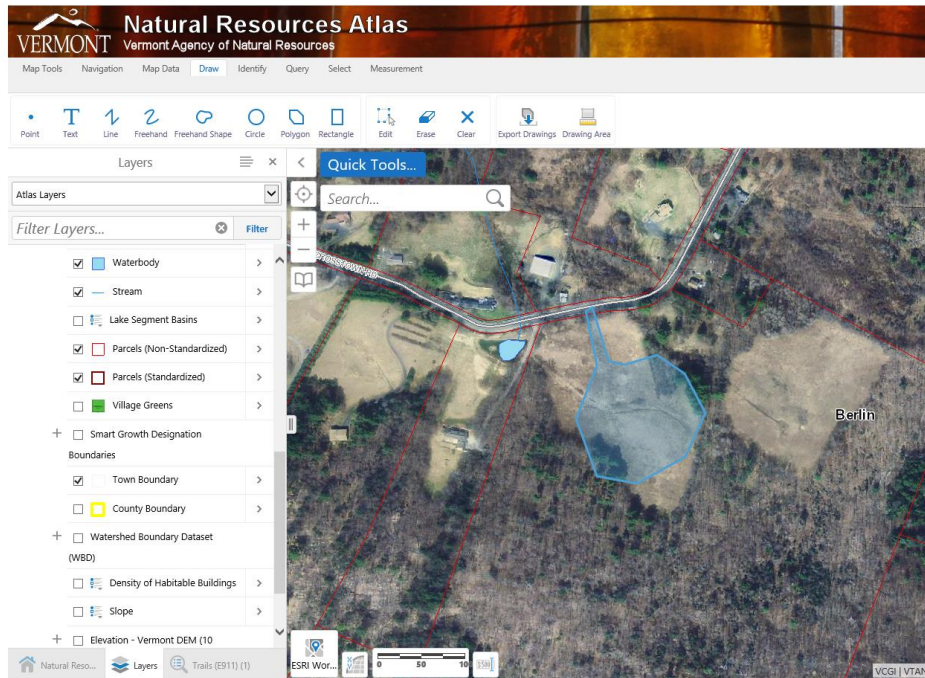 VERMONT
Natural Resources Atlas
Vermont Agency of Natural Resources
Map Tools Navigation Map Data Draw Identify Query Select Measurement
Point Text Line Freehand Freehand Shape Circle Polygon Rectangle Edit Erase Clear Export Drawings Drawing Area
Layers
Quick Tools...
Atlas Layers
Search...
Filter Layers... Filter
Waterbody
Stream
Lake Segment Basins
Parcels (Non-Standardized)
Parcels (Standardized)
Village Greens
Smart Growth Designation
Boundaries
Town Boundary
County Boundary
Watershed Boundary Dataset
(WBD)
Density of Habitable Buildings
Slope
Elevation - Vermont DEM (10
Natural Reso... Layers Trails (E911) (1)
CROSSTOWN RD
Berlin
ESRI Wor...
0 50 10
VCGI | VTAN